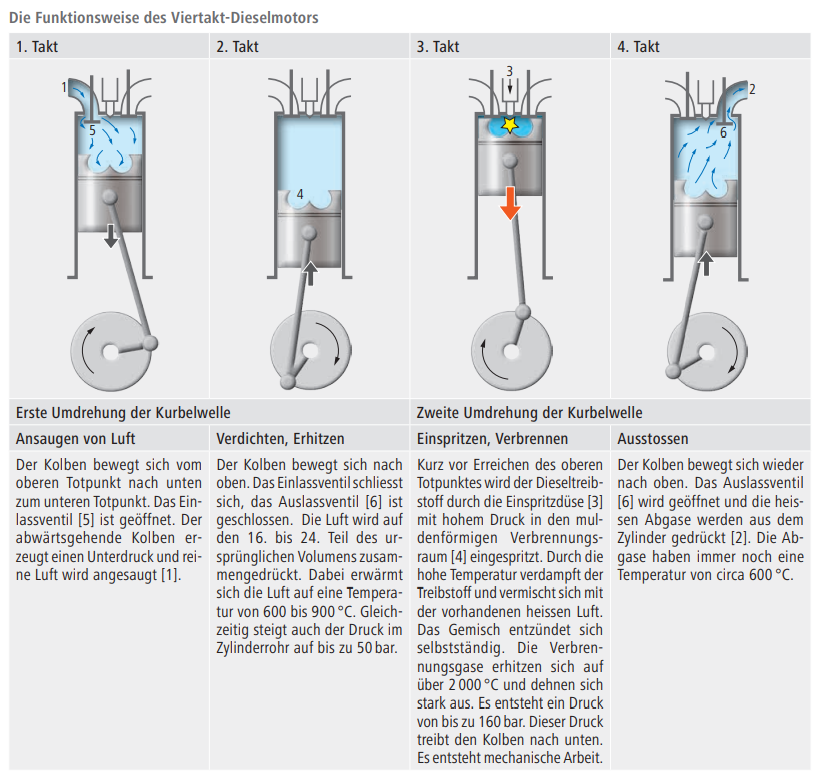 Die Funktionsweise des Viertakt-Dieselmotors
1. Takt
2. Takt
3. Takt
4. Takt
1
5
4
3
2
6
Erste Umdrehung der Kurbelwelle
Zweite Umdrehung der Kurbelwelle
Ansaugen von Luft
Der Kolben bewegt sich vom
oberen Totpunkt nach unten
zum unteren Totpunkt. Das Ein-
lassventil [5] ist geöffnet. Der
abwärtsgehende Kolben er-
zeugt einen Unterdruck und rei-
ne Luft wird angesaugt [1].
Verdichten, Erhitzen
Der Kolben bewegt sich nach
oben. Das Einlassventil schliesst
sich, das Auslassventil [6] ist
geschlossen. Die Luft wird auf
den 16. bis 24. Teil des ur-
sprünglichen Volumens zusam-
mengedrückt. Dabei erwärmt
sich die Luft auf eine Tempera-
tur von 600 bis 900 °C. Gleich-
zeitig steigt auch der Druck im
Zylinderrohr auf bis zu 50 bar.
Einspritzen, Verbrennen
Kurz vor Erreichen des oberen
Totpunktes wird der Dieseltreib-
stoff durch die Einspritzdüse [3]
mit hohem Druck in den mul-
denförmigen Verbrennungs-
raum [4] eingespritzt. Durch die
hohe Temperatur verdampft der
Treibstoff und vermischt sich mit
der vorhandenen heissen Luft.
Das Gemisch entzündet sich
selbstständig. Die Verbren-
nungsgase erhitzen sich auf
über 2 000 °C und dehnen sich
stark aus. Es entsteht ein Druck
von bis zu 160 bar. Dieser Druck
treibt den Kolben nach unten.
Es entsteht mechanische Arbeit.
Ausstossen
Der Kolben bewegt sich wieder
nach oben. Das Auslassventil
[6] wird geöffnet und die heis-
sen Abgase werden aus dem
Zylinder gedrückt [2]. Die Ab-
gase haben immer noch eine
Temperatur von circa 600 °C.